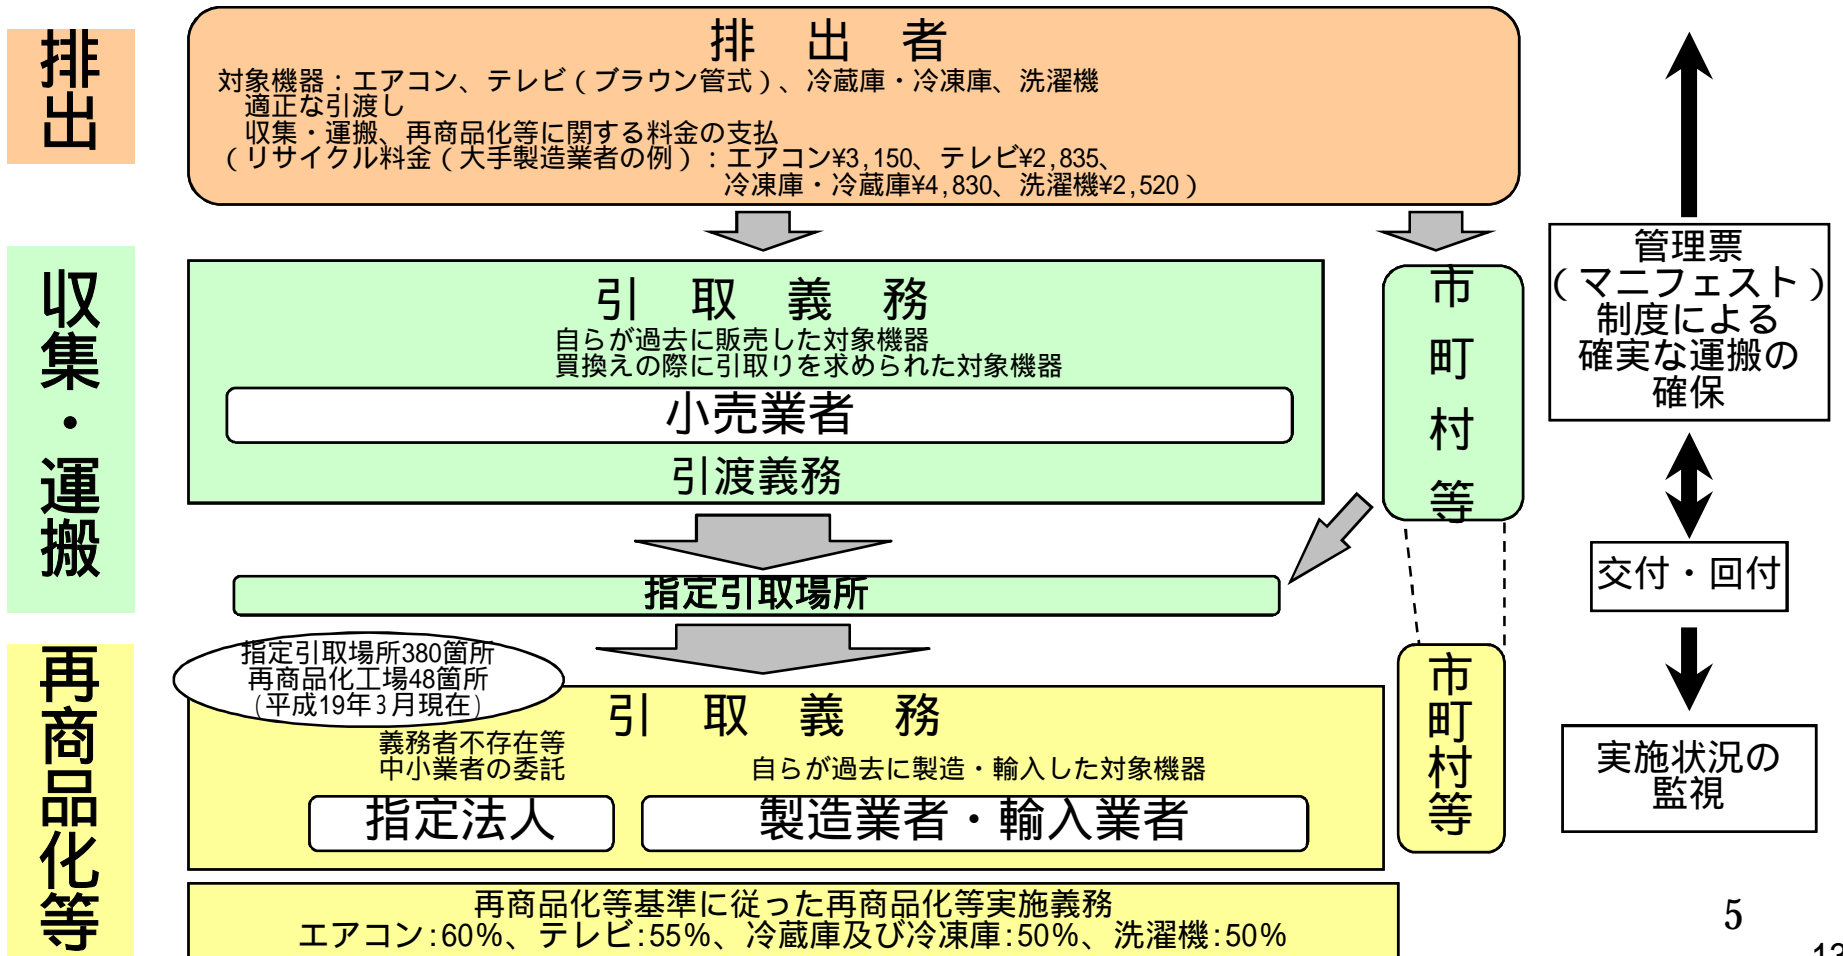 排出
排出者
対象機器：エアコン、テレビ（ブラウン管式）、冷蔵庫・冷凍庫、洗濯機
適正な引渡し
収集・運搬、再商品化等に関する料金の支払
（リサイクル料金（大手製造業者の例）：エアコン¥3,150、テレビ¥2,835、
冷凍庫・冷蔵庫¥4,830、洗濯機¥2,520）
収集・運搬
引取義務
自らが過去に販売した対象機器
買換えの際に引取りを求められた対象機器
小売業者
引渡義務
市町村等
指定引取場所
管理票
（マニフェスト）
制度による
確実な運搬の
確保
交付・回付
実施状況の
監視
再商品化等
指定引取場所380箇所
再商品化工場48箇所
(平成19年3月現在)
引取義務
義務者不存在等
中小業者の委託
自らが過去に製造・輸入した対象機器
指定法人
製造業者・輸入業者
市町村等
再商品化等基準に従った再商品化等実施義務
エアコン:60%、テレビ:55%、冷蔵庫及び冷凍庫:50%、洗濯機:50%
5